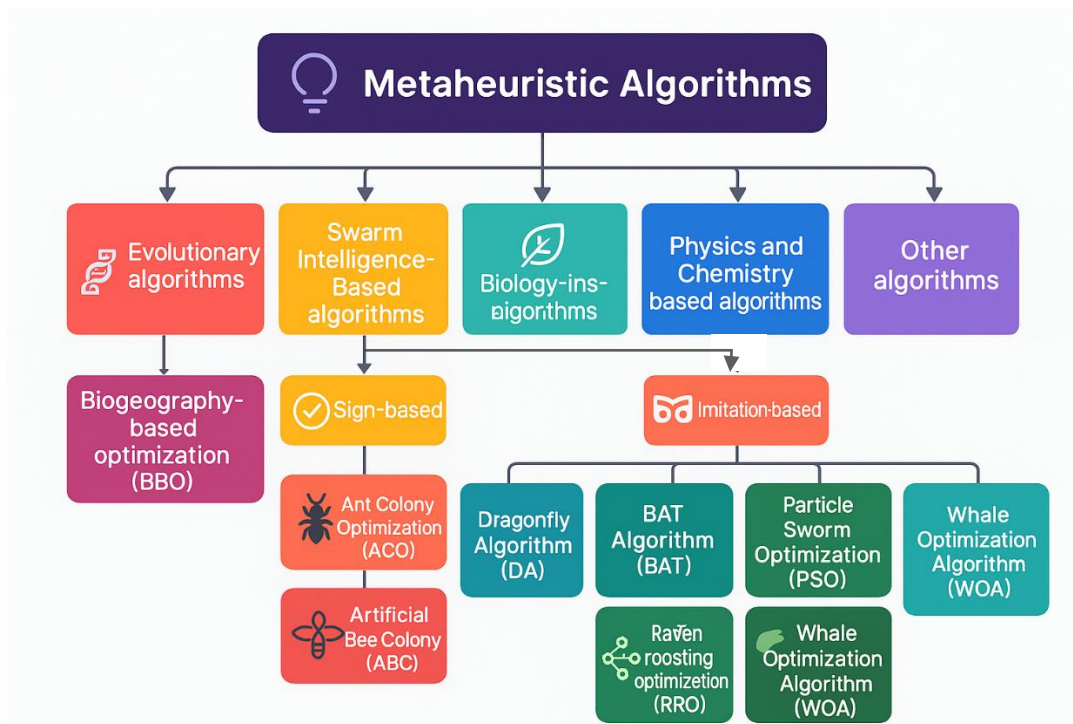 Metaheuristic Algorithms
Evolutionary
algorithms
Swarm
Intelligence-
Based
algorithms
Biology-ins-
aigorithms
Physics and
Chemistry
based algorithms
Other
algorithms
Biogeography-
based
optimization
(BBO)
Sign-based
Imitation-based
Ant Colony
Optimization
(ACO)
Artificial
Bee Colony
(ABC)
Dragonfly
Algorithm
(DA)
BAT
Algorithm
(BAT)
Particle
Sworm
Optimization
(PSO)
Whale
Optimization
Algorithm
(WOA)
roosting
optimizetion
(RRO)
Whale
Optimization
Algorithm
(WOA)